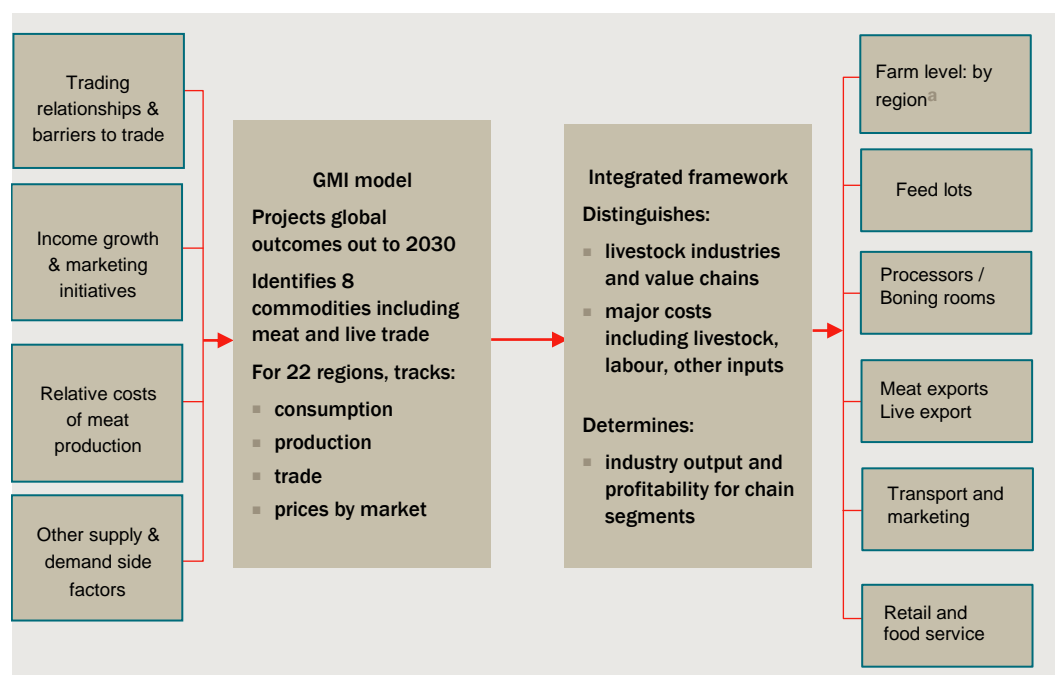 Trading
relationships &
barriers to trade
Income growth
& marketing
initiatives
Relative costs
of meat
production
Other supply &
demand side
factors
GMI model
Projects global
outcomes out to 2030
Identifies 8
commodities including
meat and live trade
For 22 regions, tracks:
■ consumption
■ production
■ trade
■ prices by market
Integrated framework
Distinguishes:
■ livestock industries
and value chains
■ major costs
including livestock,
labour, other inputs
Determines:
■ industry output and
profitability for chain
segments
Farm level: by
regionᵃ
Feed lots
Processors /
Boning rooms
Meat exports
Live export
Transport and
marketing
Retail and
food service